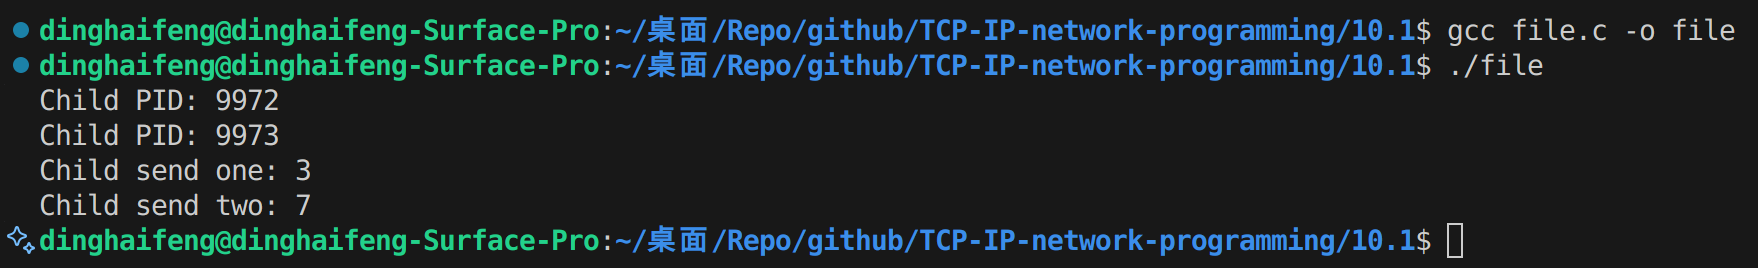 dinghaifeng@dinghaifeng-Surface-Pro:~/桌面/Repo/github/TCP-IP-network-programming/10.1$ gcc file.c -o file
dinghaifeng@dinghaifeng-Surface-Pro:~/桌面/Repo/github/TCP-IP-network-programming/10.1$ ./file
Child PID: 9972
Child PID: 9973
Child send one: 3
Child send two: 7
dinghaifeng@dinghaifeng-Surface-Pro:~/桌面/Repo/github/TCP-IP-network-programming/10.1$